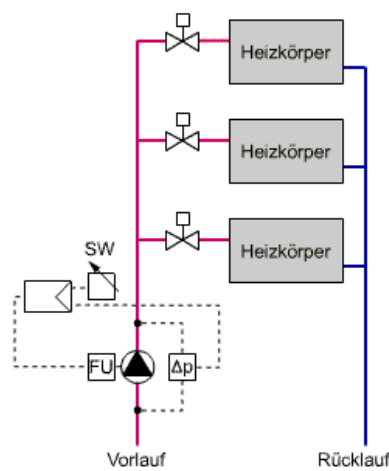 Heizkörper
Heizkörper
Heizkörper
SW
FU
Δp
Vorlauf
Rücklauf